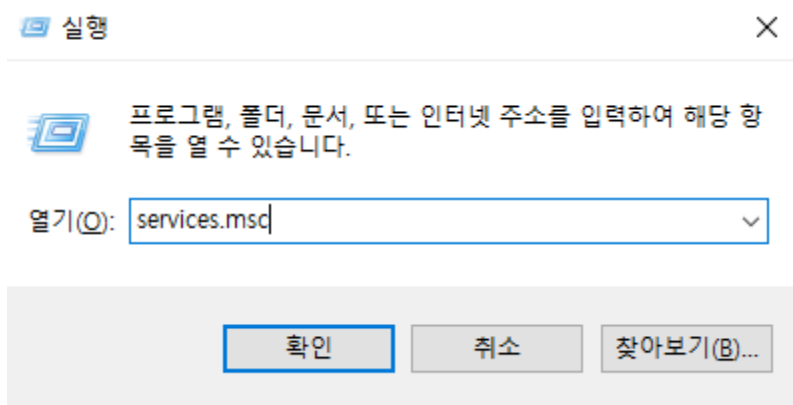 실행
프로그램, 폴더, 문서, 또는 인터넷 주소를 입력하여 해당 항
목을 열 수 있습니다.
열기(O): services.msc
확인 취소 찾아보기(B)...